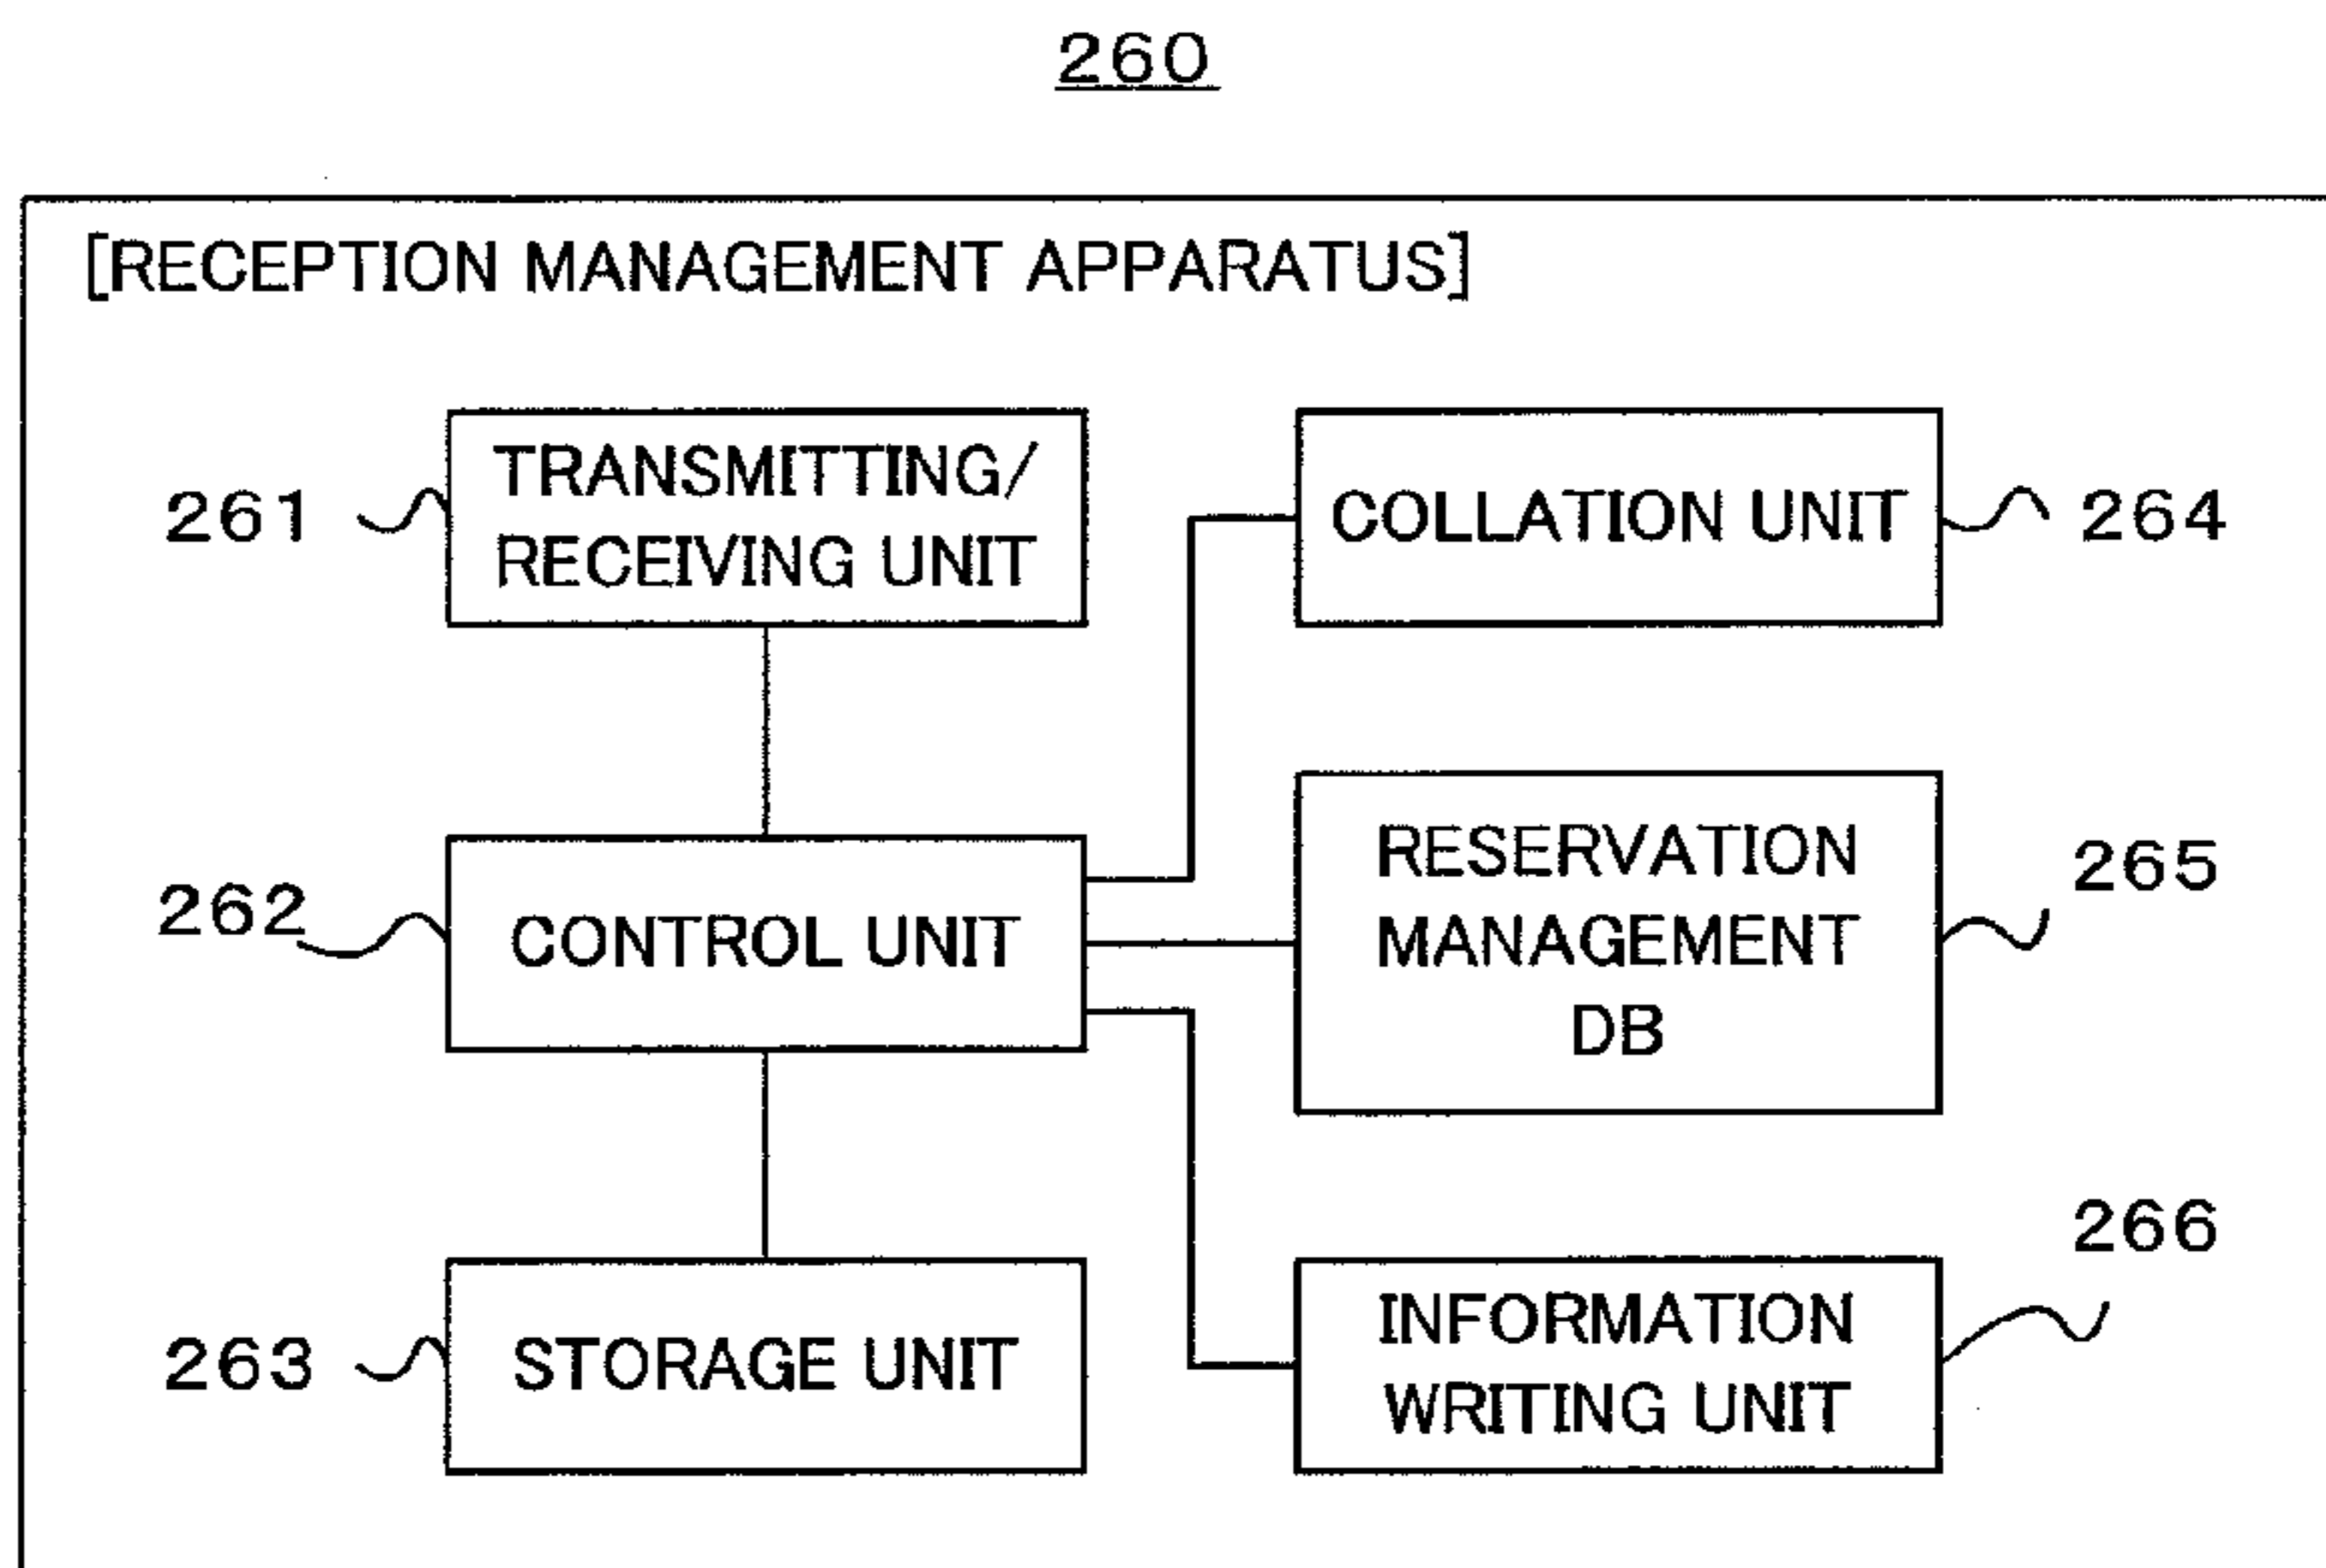 260
[RECEPTION MANAGEMENT APPARATUS]
261
TRANSMITTING/
RECEIVING UNIT
COLLATION UNIT
264
262
CONTROL UNIT
RESERVATION
MANAGEMENT
DB
265
263
STORAGE UNIT
INFORMATION
WRITING UNIT
266